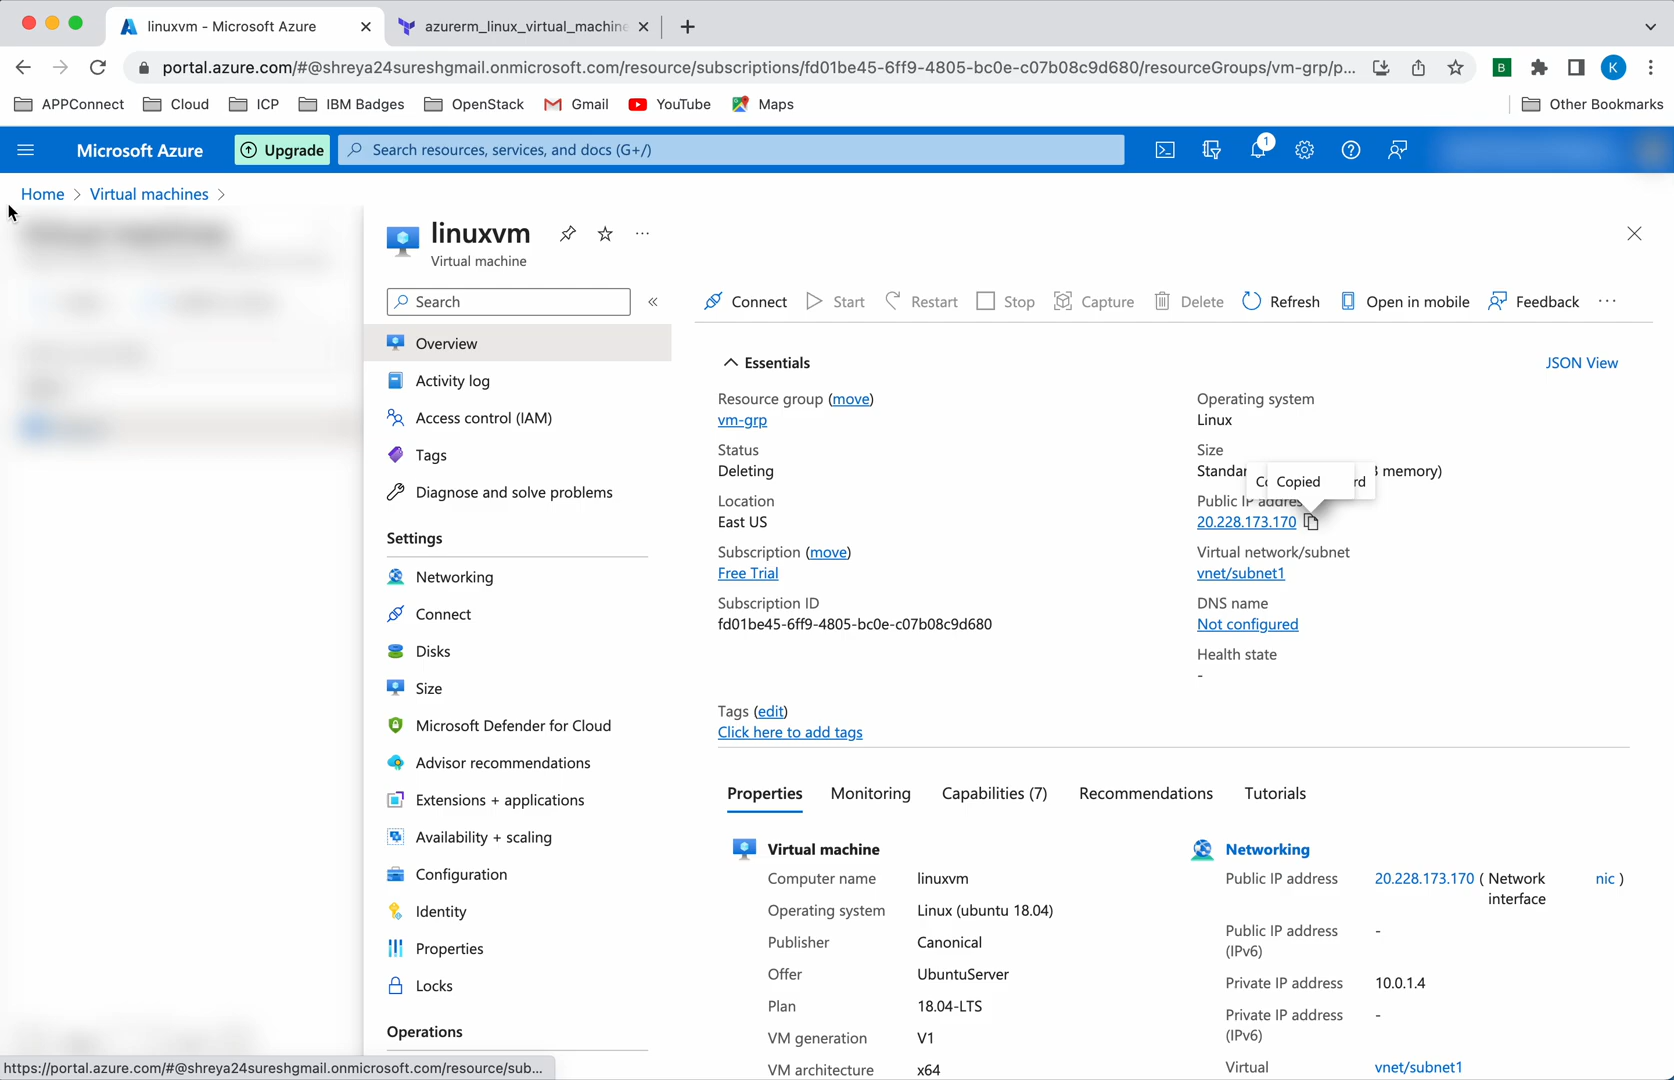 linuxvm - Microsoft Azure
azurerm_linux_virtual_machine
portal.azure.com/#@shreya24sureshgmail.onmicrosoft.com/resource/subscriptions/fd01be45-6ff9-4805-bc0e-c07b08c9d680/resourceGroups/vm-grp/p...
B
K
APPConnect
Cloud
ICP
IBM Badges
OpenStack
Gmail
YouTube
Maps
Other Bookmarks
Microsoft Azure
Upgrade
Search resources, services, and docs (G+/)
1
Home > Virtual machines >
linuxvm
Virtual machine
Search
«
Connect
Start
Restart
Stop
Capture
Delete
Refresh
Open in mobile
Feedback
Overview
Activity log
Access control (IAM)
Tags
Diagnose and solve problems
Settings
Networking
Connect
Disks
Size
Microsoft Defender for Cloud
Advisor recommendations
Extensions + applications
Availability + scaling
Configuration
Identity
Properties
Locks
Operations
Essentials
JSON View
Resource group (move)
vm-grp
Status
Deleting
Location
East US
Subscription (move)
Free Trial
Subscription ID
fd01be45-6ff9-4805-bc0e-c07b08c9d680
Operating system
Linux
Size
memory)
Copied
Public IP address
20.228.173.170
Virtual network/subnet
vnet/subnet1
DNS name
Not configured
Health state
-
Tags (edit)
Click here to add tags
Properties
Monitoring
Capabilities (7)
Recommendations
Tutorials
Virtual machine
Computer name linuxvm
Operating system Linux (ubuntu 18.04)
Publisher Canonical
Offer UbuntuServer
Plan 18.04-LTS
VM generation V1
VM architecture x64
Networking
Public IP address 20.228.173.170 ( Network nic )
interface
Public IP address -
(IPv6)
Private IP address 10.0.1.4
Private IP address -
(IPv6)
Virtual vnet/subnet1
https://portal.azure.com/#@shreya24sureshgmail.onmicrosoft.com/resource/sub...